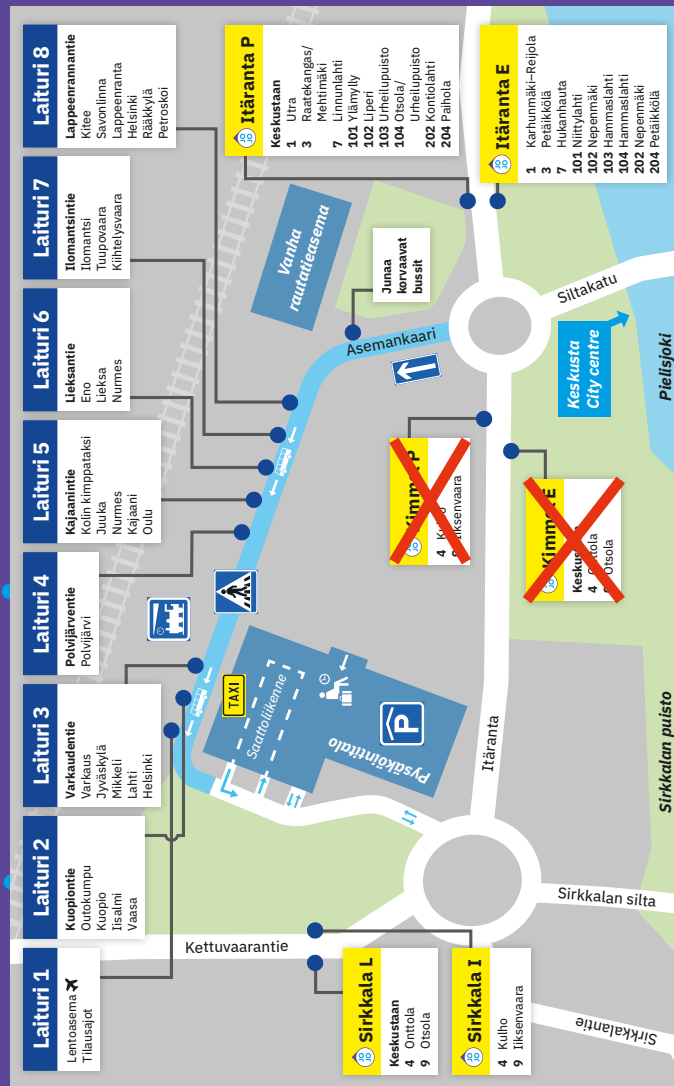 Laituri 1
Lentoasema
Tilausajot
Laituri 2
Kuopiontie
Outokumpu
Kuopio
Iisalmi
Vaasa
Laituri 3
Varkaudentie
Varkaus
Jyväskylä
Mikkeli
Lahti
Helsinki
Laituri 4
Polvijärventie
Polvijärvi
Laituri 5
Kajaanintie
Kolin kimppataksi
Juuka
Nurmes
Kajaani
Oulu
Laituri 6
Lieksantie
Eno
Lieksa
Nurmes
Laituri 7
Ilomantsintie
Ilomantsi
Tuupovaara
Kiihtelysvaara
Laituri 8
Lappeenrannantie
Kitee
Savonlinna
Lappeenranta
Helsinki
Rääkkylä
Petroskoi
Itäranta P
Keskustaan
1 Utra
3 Raatekangas/
Mehtimäki
7 Linnunlahti
101 Ylämylly
102 Liperi
103 Urheilupuisto
104 Otsola/
Urheilupuisto
202 Kontiolahti
204 Paihola
Itäranta E
1 Karhunmäki–Reijola
3 Petäikkölä
7 Hukanhauta
101 Niittylahti
102 Nepenmäki
103 Hammaslahti
104 Hammaslahti
202 Nepenmäki
204 Petäikkölä
Vanha
rautatieasema
Junaa
korvaavat
bussit
Asemankaari
Siltakatu
Keskusta
City centre
Pielisjoki
Kimmel P
4 Kulho
9 Iiksenvaara
Kimmel E
Keskustaan
4 Onttola
9 Otsola
TAXI
Saattoliikenne
P
Pysäköintitalo
Itäranta
Sirkkalan puisto
Kettuvaarantie
Sirkkalan silta
Sirkkalantie
Sirkkala L
Keskustaan
4 Onttola
9 Otsola
Sirkkala I
4 Kulho
9 Iiksenvaara